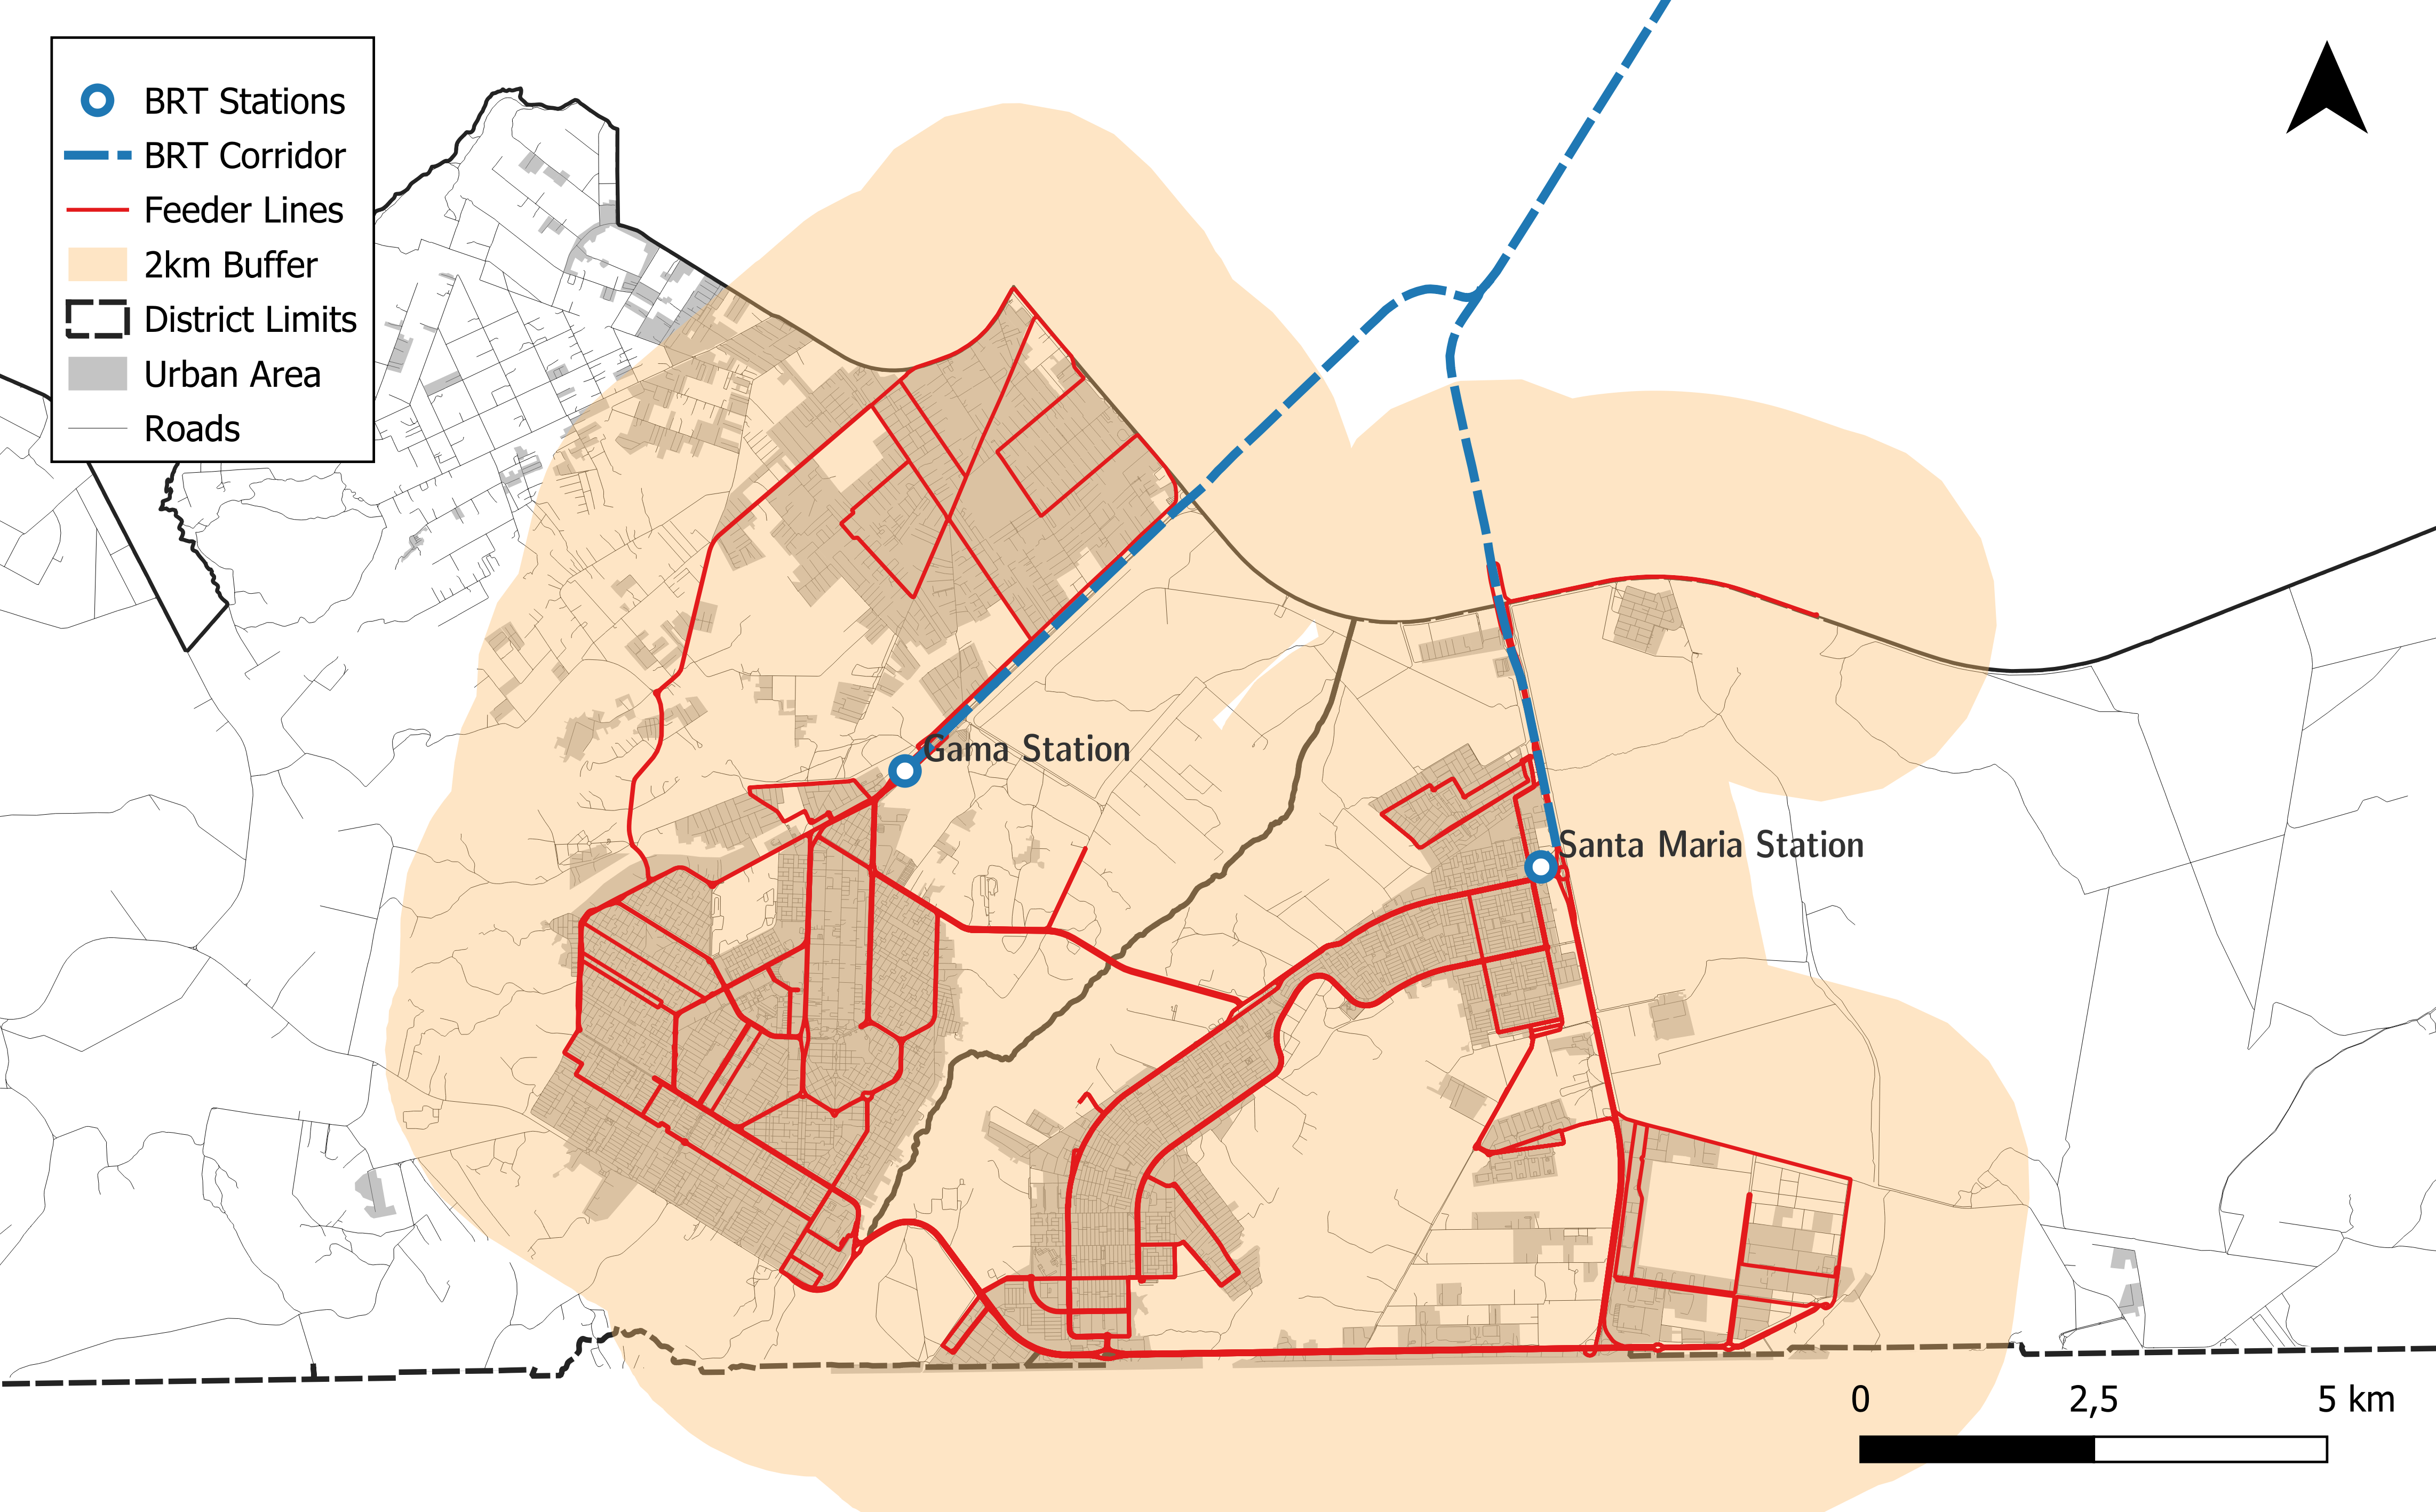 BRT Stations
BRT Corridor
Feeder Lines
2km Buffer
District Limits
Urban Area
Roads
Gama Station
Santa Maria Station
0 2,5 5 km